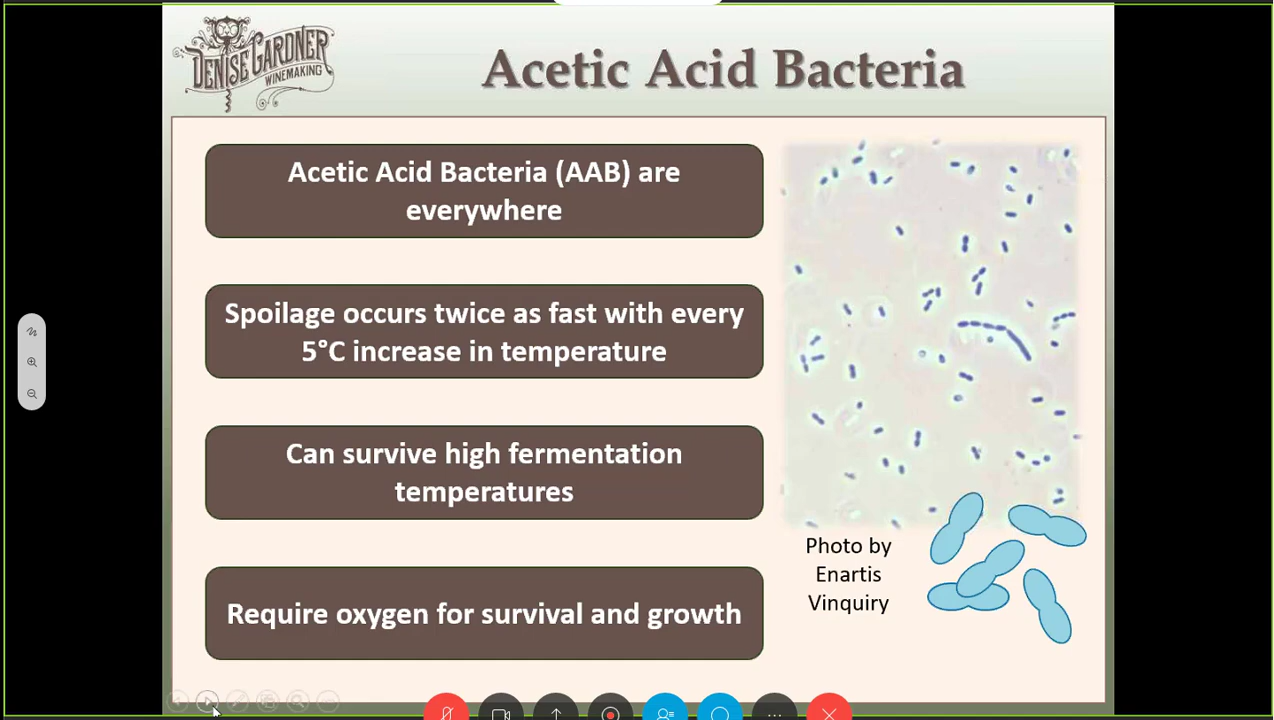 DENISE GARDNER
WINEMAKING
Acetic Acid Bacteria
Acetic Acid Bacteria (AAB) are
everywhere
Spoilage occurs twice as fast with every
5°C increase in temperature
Can survive high fermentation
temperatures
Require oxygen for survival and growth
Photo by
Enartis
Vinquiry